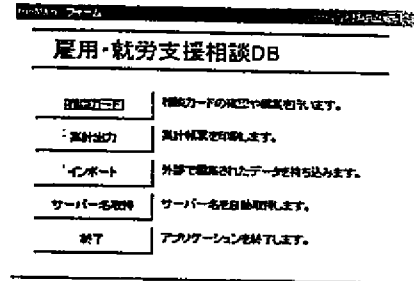 フォーム
雇用・就労支援相談DB
相談カード 相談カードの確認や編集を行います。
集計出力 集計帳票を印刷します。
インポート 外部で編集されたデータを持ち込みます。
サーバー名取得 サーバー名を自動取得します。
終了 アプリケーションを終了します。